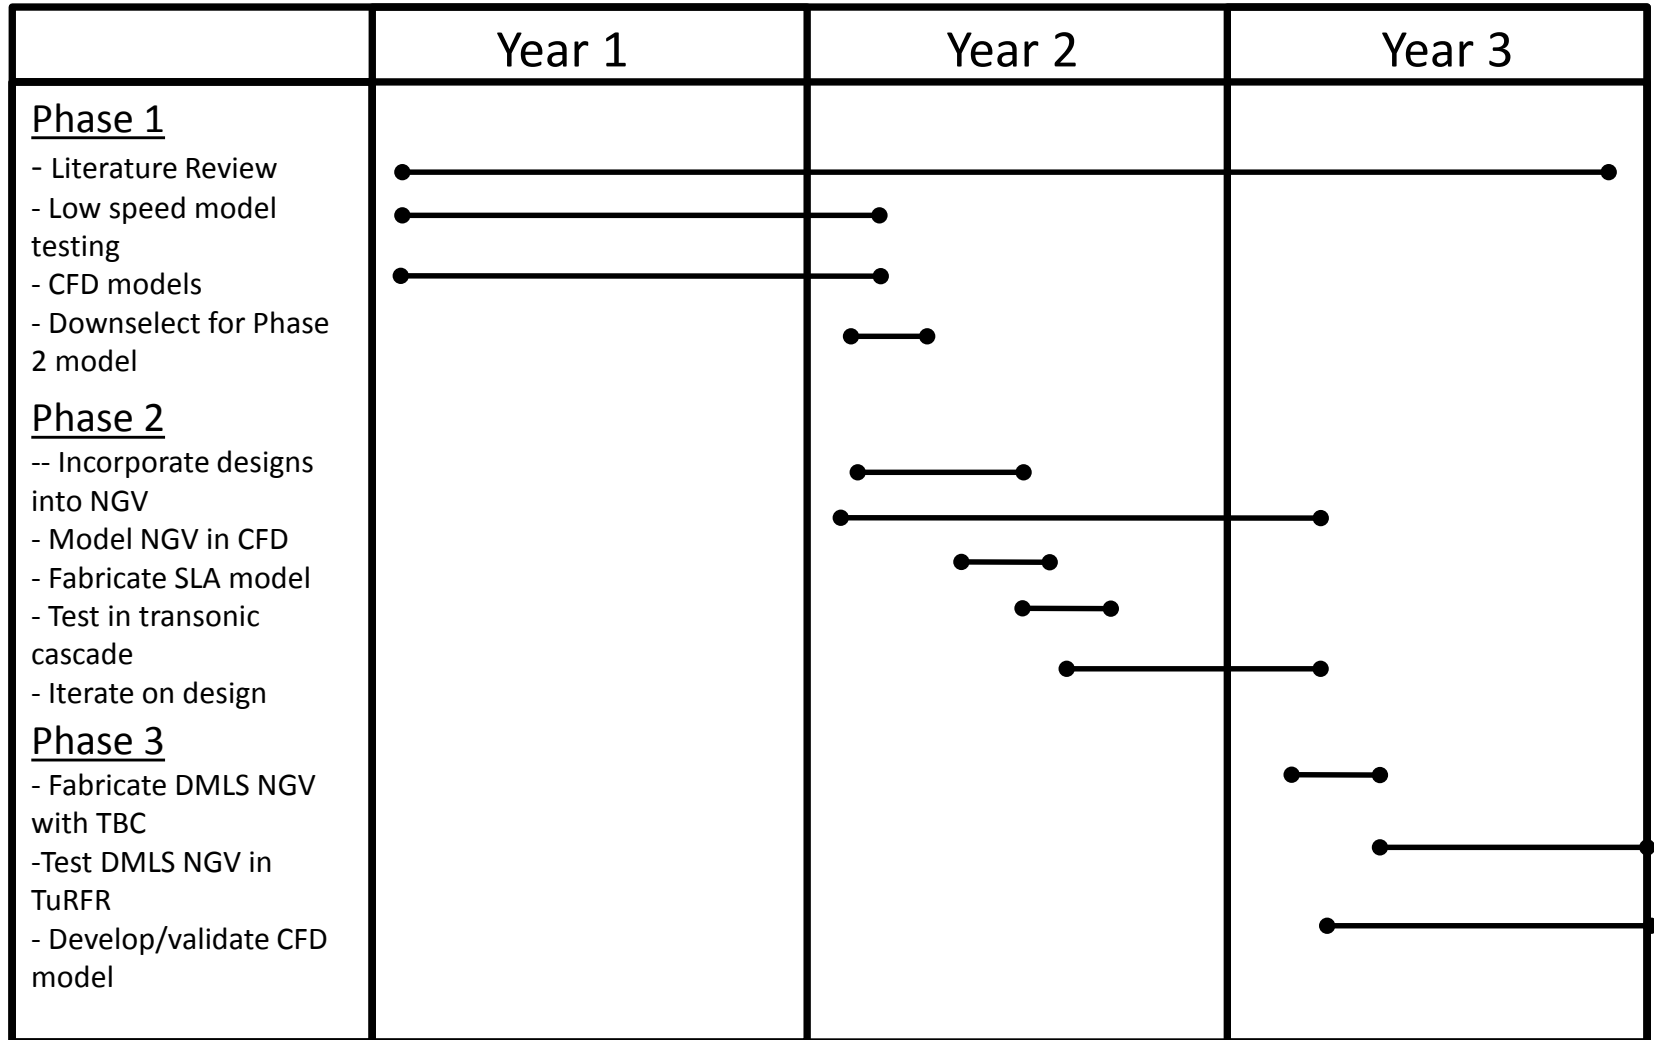 Year 1
Year 2
Year 3
Phase 1
- Literature Review
- Low speed model
testing
- CFD models
- Downselect for Phase
2 model
Phase 2
-- Incorporate designs
into NGV
- Model NGV in CFD
- Fabricate SLA model
- Test in transonic
cascade
- Iterate on design
Phase 3
- Fabricate DMLS NGV
with TBC
-Test DMLS NGV in
TuRFR
- Develop/validate CFD
model